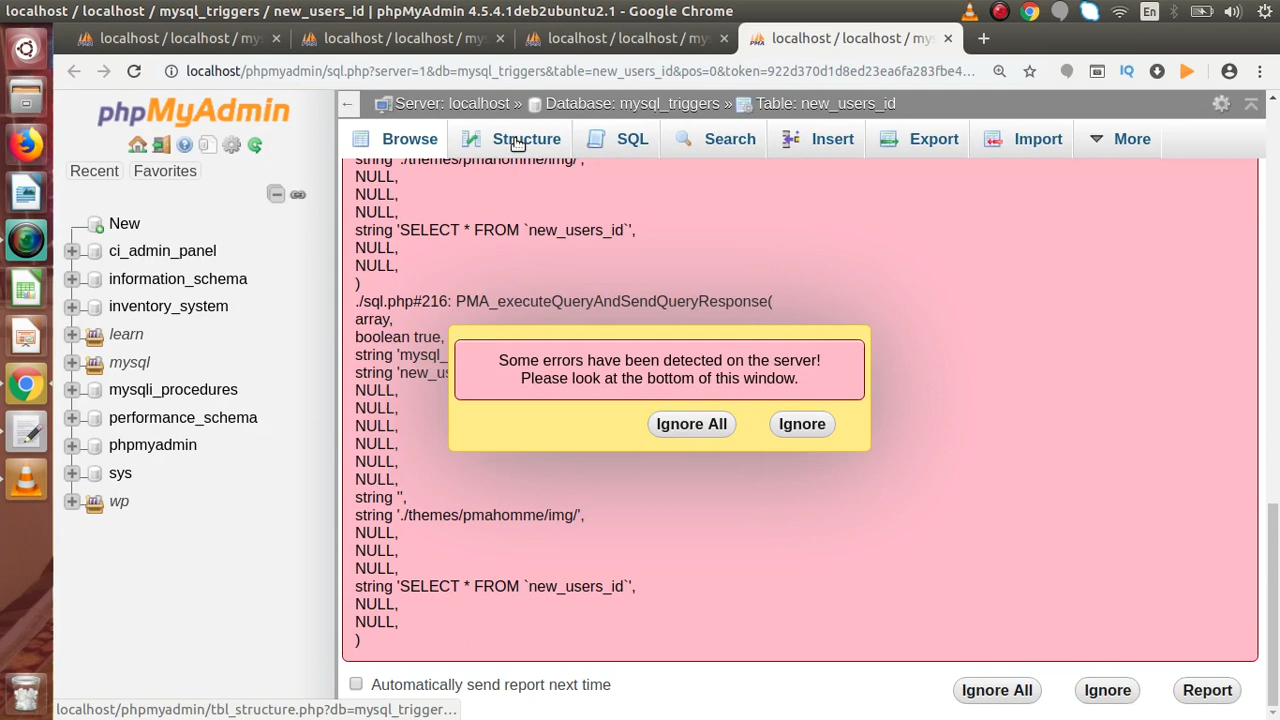 localhost / localhost / mysql_triggers / new_users_id | phpMyAdmin 4.5.4.1deb2ubuntu2.1 - Google Chrome
En
localhost / localhost / my
localhost / localhost / my
localhost / localhost / my
localhost / localhost / my
localhost/phpmyadmin/sql.php?server=1&db=mysql_triggers&table=new_users_id&pos=0&token=922d370d1d8ed23ea6fa283fbe4...
IQ
phpMyAdmin
Recent
Favorites
New
ci_admin_panel
information_schema
inventory_system
learn
mysql
mysqli_procedures
performance_schema
phpmyadmin
sys
wp
Server: localhost » Database: mysql_triggers » Table: new_users_id
Browse
Structure
SQL
Search
Insert
Export
Import
More
string './themes/pmahomme/img/',
NULL,
NULL,
NULL,
string 'SELECT * FROM `new_users_id`',
NULL,
NULL,
)
./sql.php#216: PMA_executeQueryAndSendQueryResponse(
array,
boolean true,
string 'mysql_
string 'new_us
NULL,
NULL,
NULL,
NULL,
NULL,
NULL,
string '',
string './themes/pmahomme/img/',
NULL,
NULL,
NULL,
string 'SELECT * FROM `new_users_id`',
NULL,
NULL,
)
Some errors have been detected on the server!
Please look at the bottom of this window.
Ignore All
Ignore
Automatically send report next time
Ignore All
Ignore
Report
localhost/phpmyadmin/tbl_structure.php?db=mysql_trigger...